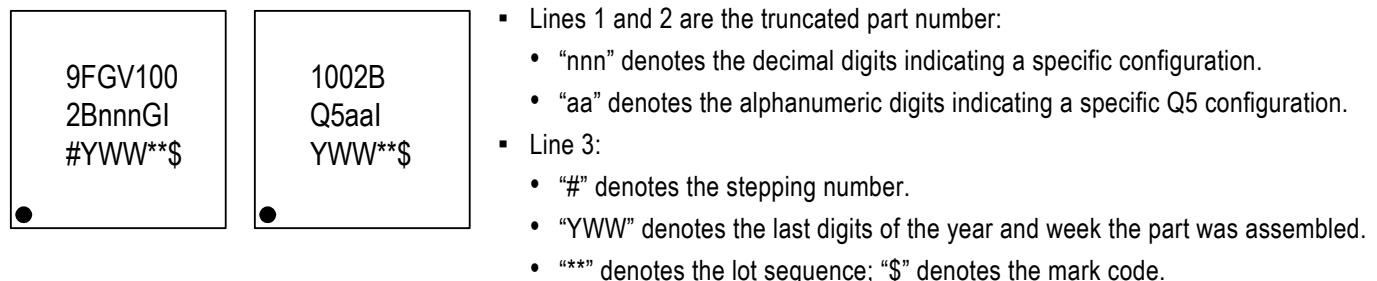 9FGV100
2BnnnGI
#YWW**$
1002B
Q5aaI
YWW**$
▪ Lines 1 and 2 are the truncated part number:
• “nnn” denotes the decimal digits indicating a specific configuration.
• “aa” denotes the alphanumeric digits indicating a specific Q5 configuration.
▪ Line 3:
• “#” denotes the stepping number.
• “YWW” denotes the last digits of the year and week the part was assembled.
• “**” denotes the lot sequence; “$” denotes the mark code.